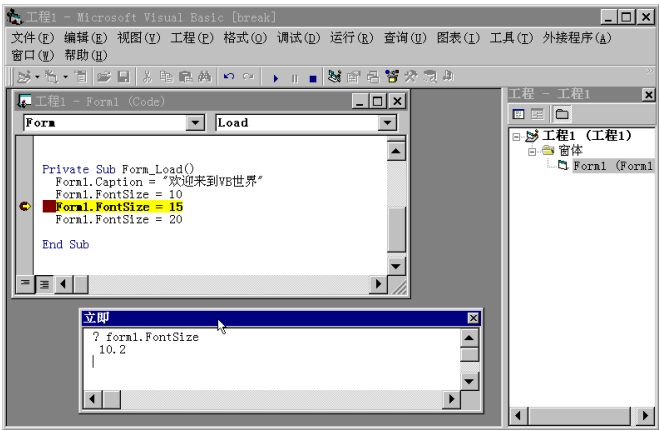 工程1 - Microsoft Visual Basic [break]
文件(F) 编辑(E) 视图(V) 工程(P) 格式(O) 调试(D) 运行(R) 查询(U) 图表(I) 工具(T) 外接程序(A)
窗口(W) 帮助(H)
工程1 - Form1 (Code)
Form
Load
Private Sub Form_Load()
Form1.Caption = "欢迎来到VB世界"
Form1.FontSize = 10
Form1.FontSize = 15
Form1.FontSize = 20
End Sub
立即
? form1.FontSize
10.2
工程 - 工程1
工程1 (工程1)
窗体
Form1 (Form1